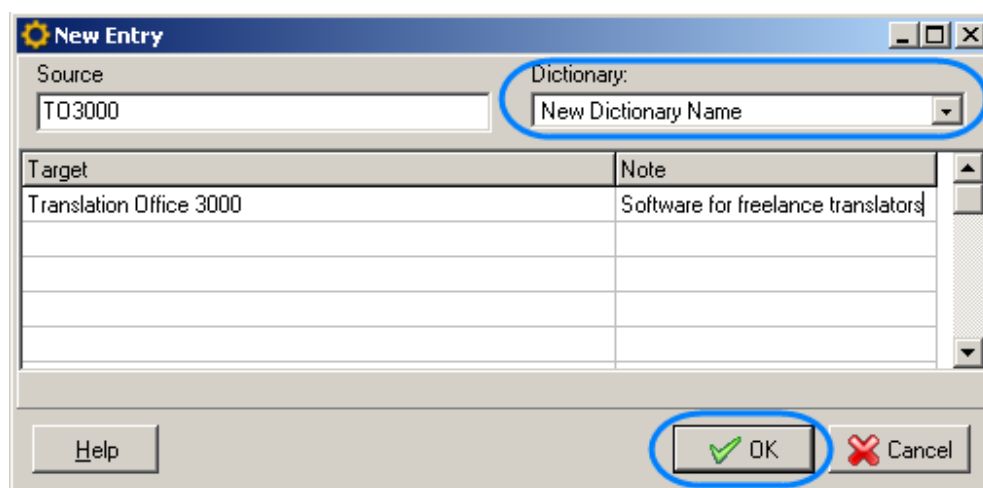 New Entry
Source
Dictionary:
TO3000
New Dictionary Name
Target
Note
Translation Office 3000
Software for freelance translators
Help
OK
Cancel